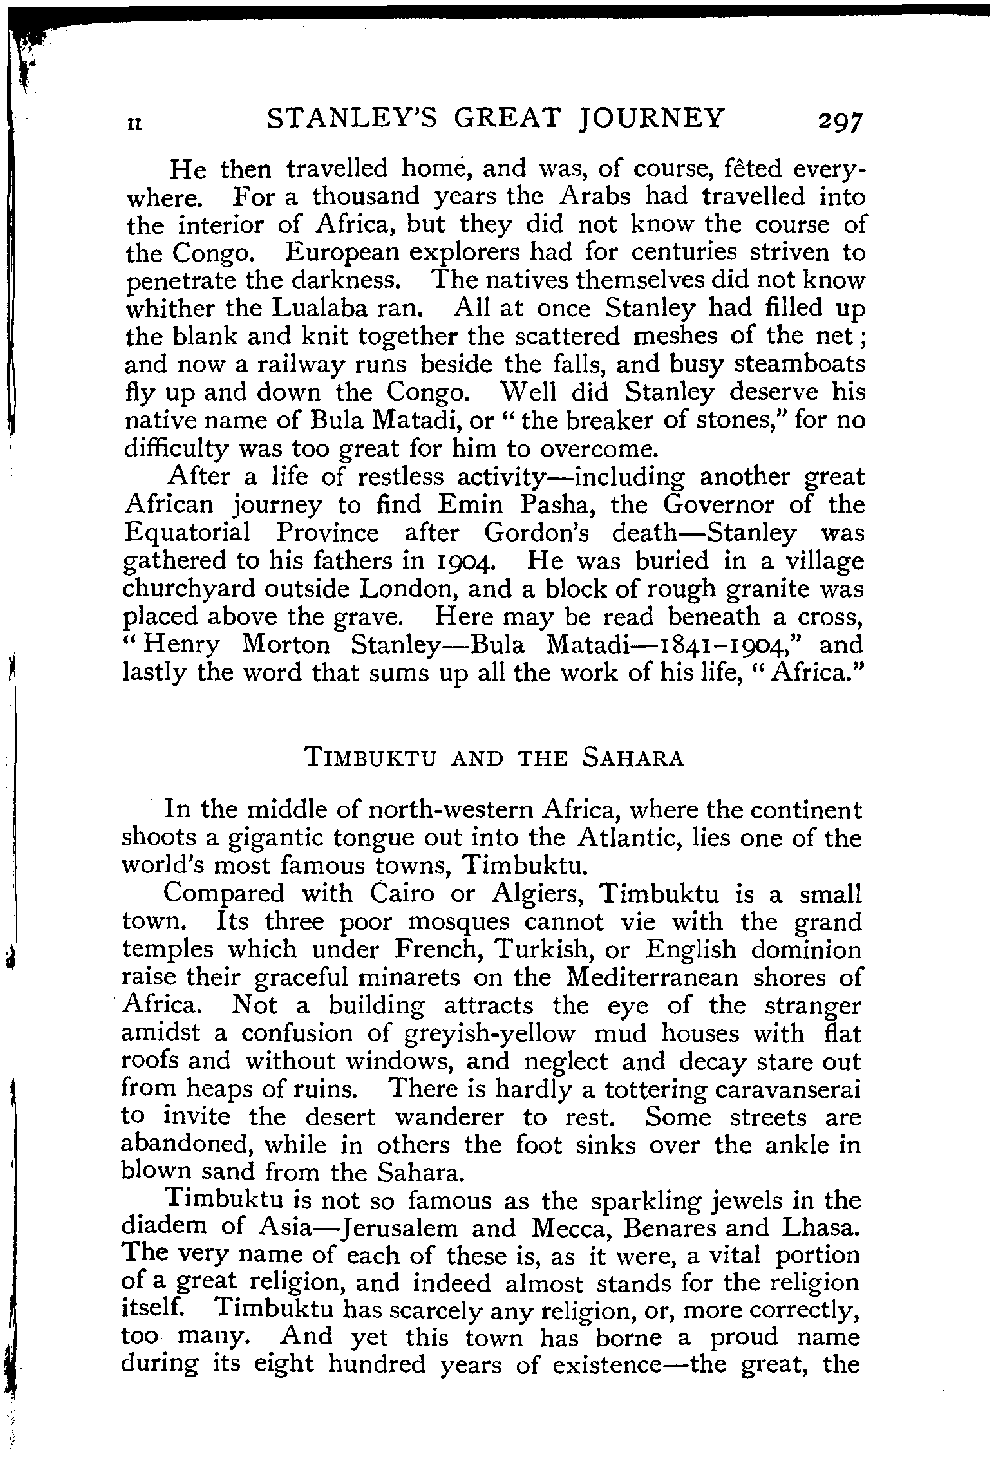 II STANLEY'S GREAT JOURNEY 297
He then travelled home, and was, of course, fêted every-
where. For a thousand years the Arabs had travelled into
the interior of Africa, but they did not know the course of
the Congo. European explorers had for centuries striven to
penetrate the darkness. The natives themselves did not know
whither the Lualaba ran. All at once Stanley had filled up
the blank and knit together the scattered meshes of the net;
and now a railway runs beside the falls, and busy steamboats
fly up and down the Congo. Well did Stanley deserve his
native name of Bula Matadi, or "the breaker of stones," for no
difficulty was too great for him to overcome.
After a life of restless activity—including another great
African journey to find Emin Pasha, the Governor of the
Equatorial Province after Gordon's death—Stanley was
gathered to his fathers in 1904. He was buried in a village
churchyard outside London, and a block of rough granite was
placed above the grave. Here may be read beneath a cross,
"Henry Morton Stanley—Bula Matadi—1841–1904," and
lastly the word that sums up all the work of his life, "Africa."
TIMBUKTU AND THE SAHARA
In the middle of north-western Africa, where the continent
shoots a gigantic tongue out into the Atlantic, lies one of the
world's most famous towns, Timbuktu.
Compared with Cairo or Algiers, Timbuktu is a small
town. Its three poor mosques cannot vie with the grand
temples which under French, Turkish, or English dominion
raise their graceful minarets on the Mediterranean shores of
Africa. Not a building attracts the eye of the stranger
amidst a confusion of greyish-yellow mud houses with flat
roofs and without windows, and neglect and decay stare out
from heaps of ruins. There is hardly a tottering caravanserai
to invite the desert wanderer to rest. Some streets are
abandoned, while in others the foot sinks over the ankle in
blown sand from the Sahara.
Timbuktu is not so famous as the sparkling jewels in the
diadem of Asia—Jerusalem and Mecca, Benares and Lhasa.
The very name of each of these is, as it were, a vital portion
of a great religion, and indeed almost stands for the religion
itself. Timbuktu has scarcely any religion, or, more correctly,
too many. And yet this town has borne a proud name
during its eight hundred years of existence—the great, the